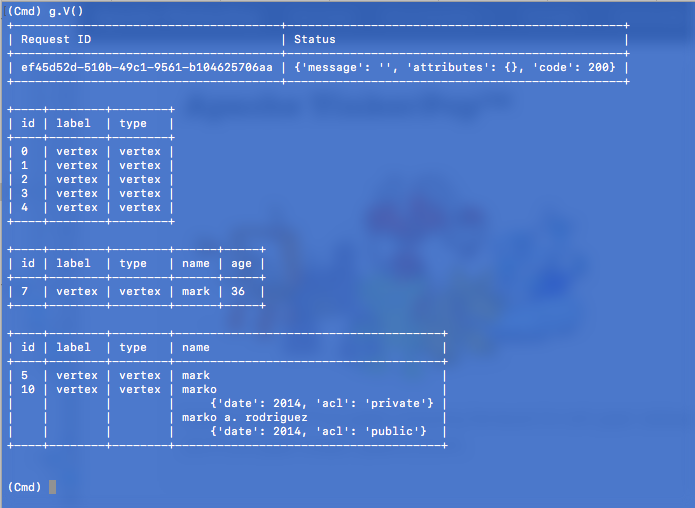 (Cmd) g.V()
+--------------------------------------+----------------------------------------------+
| Request ID                           | Status                                       |
+--------------------------------------+----------------------------------------------+
| ef45d52d-510b-49c1-9561-b104625706aa | {'message': '', 'attributes': {}, 'code': 200} |
+--------------------------------------+----------------------------------------------+
+----+--------+--------+
| id | label  | type   |
+----+--------+--------+
| 0  | vertex | vertex |
| 1  | vertex | vertex |
| 2  | vertex | vertex |
| 3  | vertex | vertex |
| 4  | vertex | vertex |
+----+--------+--------+
+----+--------+--------+------+-----+
| id | label  | type   | name | age |
+----+--------+--------+------+-----+
| 7  | vertex | vertex | mark | 36  |
+----+--------+--------+------+-----+
+----+--------+--------+--------------------------------------+
| id | label  | type   | name                                 |
+----+--------+--------+--------------------------------------+
| 5  | vertex | vertex | mark                                 |
| 10 | vertex | vertex | marko                                |
|    |        |        |     {'date': 2014, 'acl': 'private'} |
|    |        |        | marko a. rodriguez                   |
|    |        |        |     {'date': 2014, 'acl': 'public'}  |
+----+--------+--------+--------------------------------------+
(Cmd)